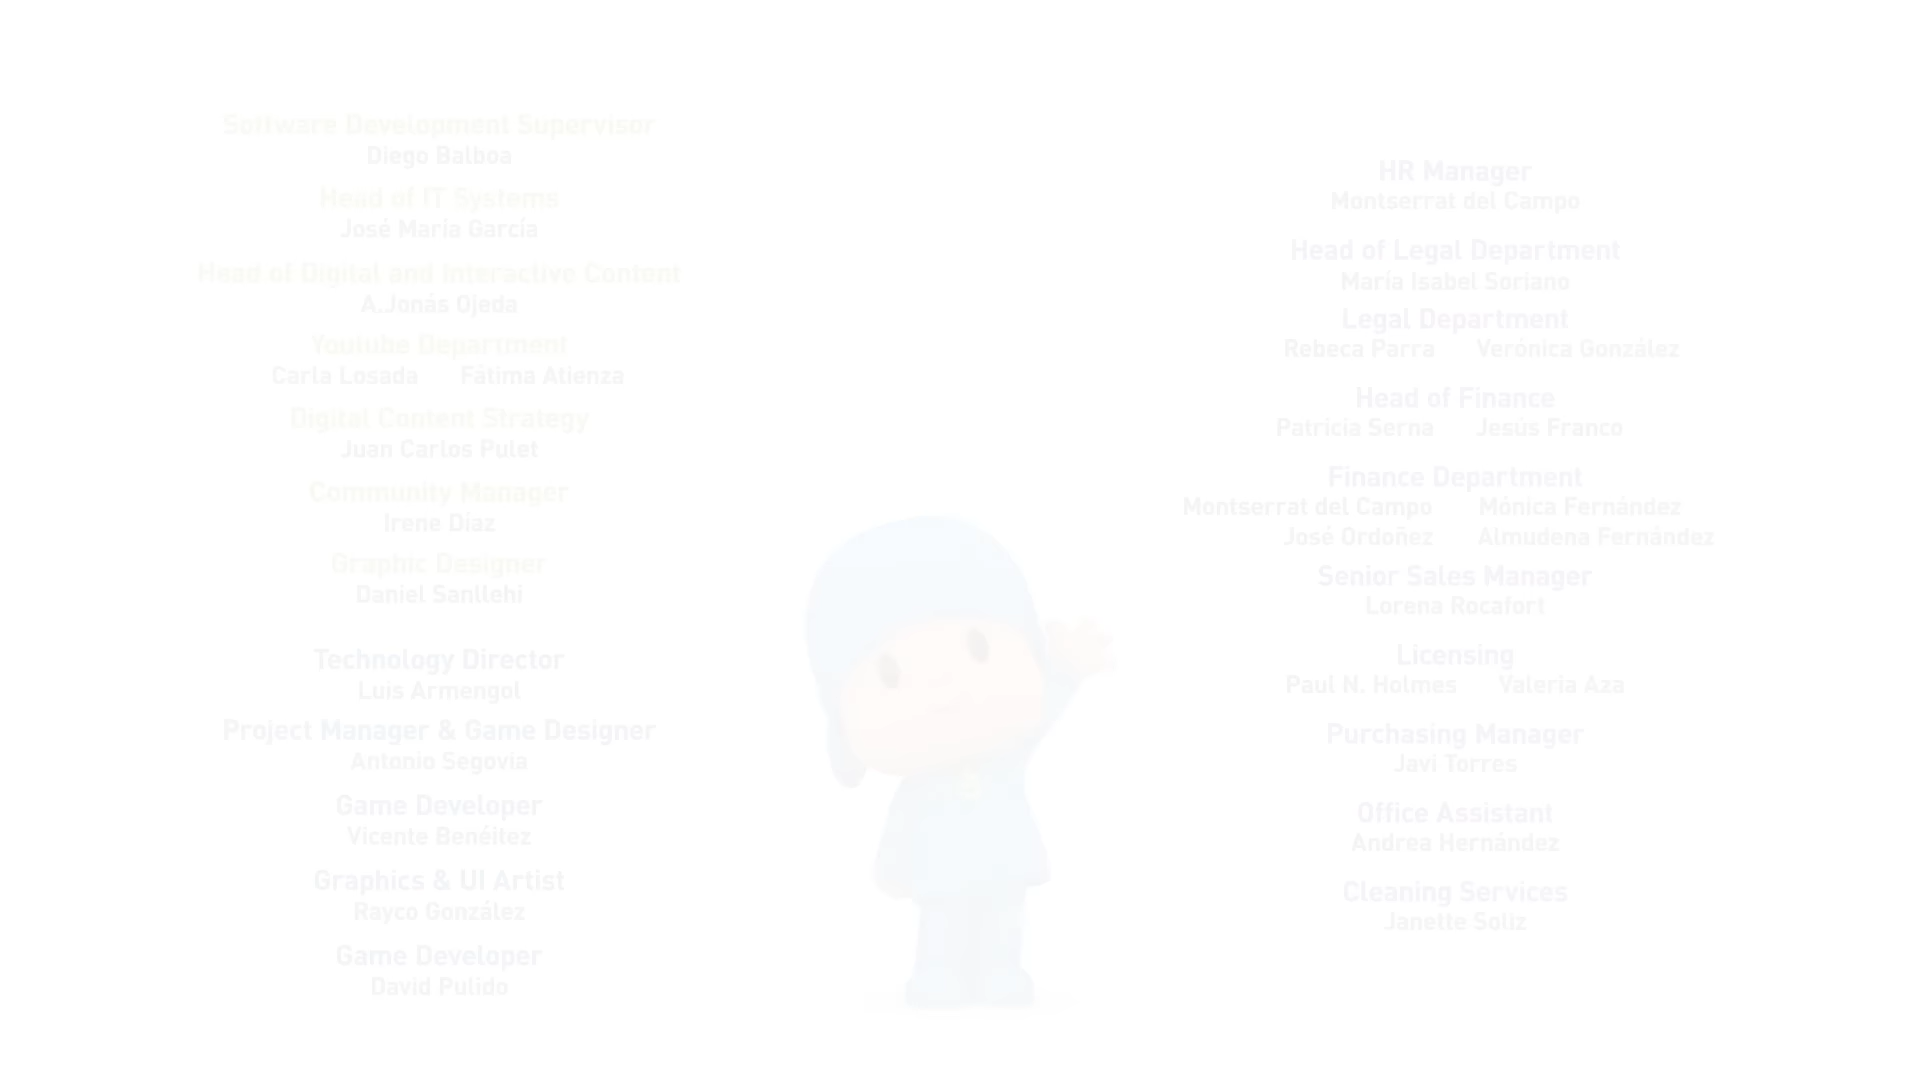 Software Development Supervisor
Diego Balboa
Head of IT Systems
José María García
Head of Digital and Interactive Content
A.Jonás Ojeda
Youtube Department
Carla Losada Fátima Atienza
Digital Content Strategy
Juan Carlos Pulet
Community Manager
Irene Díaz
Graphic Designer
Daniel Sanllehi
Technology Director
Luis Armengol
Project Manager & Game Designer
Antonio Segovia
Game Developer
Vicente Benéitez
Graphics & UI Artist
Rayco González
Game Developer
David Pulido
HR Manager
Montserrat del Campo
Head of Legal Department
María Isabel Soriano
Legal Department
Rebeca Parra Verónica González
Head of Finance
Patricia Serna Jesús Franco
Finance Department
Montserrat del Campo Mónica Fernández
José Ordoñez Almudena Fernández
Senior Sales Manager
Lorena Rocafort
Licensing
Paul N. Holmes Valeria Aza
Purchasing Manager
Javi Torres
Office Assistant
Andrea Hernández
Cleaning Services
Janette Soliz